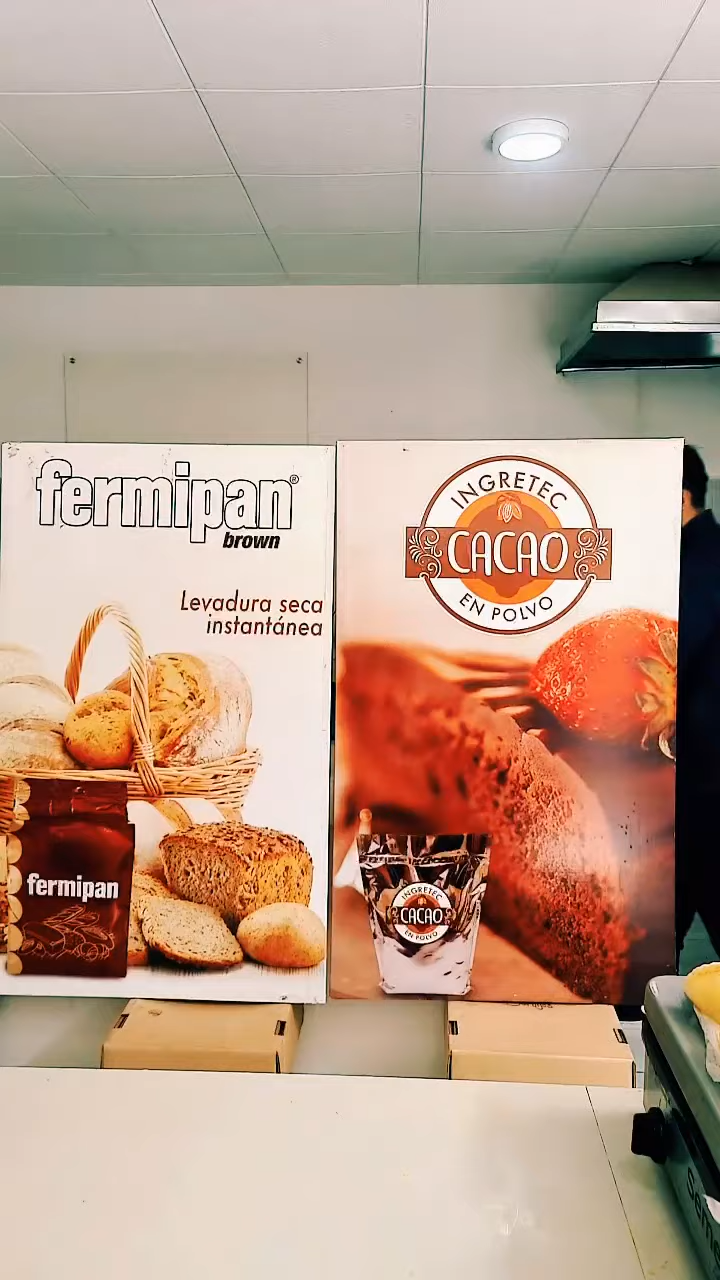 fermipan®
brown
Levadura seca
instantánea
fermipan
INGRETEC
CACAO
EN POLVO
INGRETEC
CACAO
EN POLVO